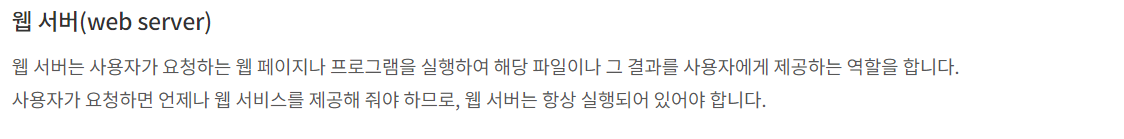 웹 서버(web server)
웹 서버는 사용자가 요청하는 웹 페이지나 프로그램을 실행하여 해당 파일이나 그 결과를 사용자에게 제공하는 역할을 합니다.
사용자가 요청하면 언제나 웹 서비스를 제공해 줘야 하므로, 웹 서버는 항상 실행되어 있어야 합니다.